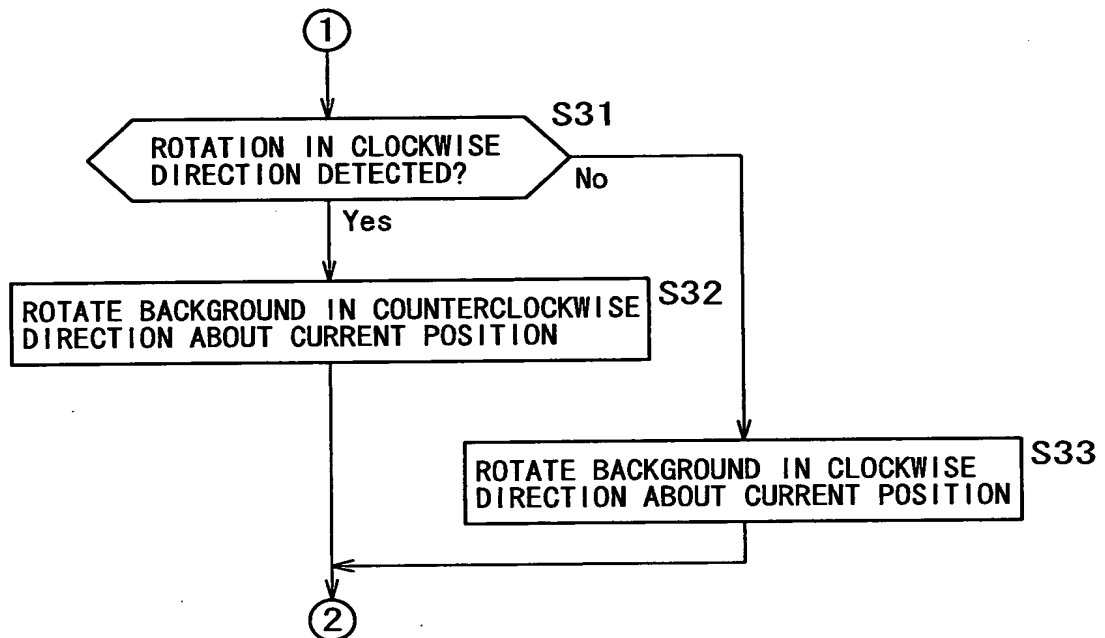 1
S31
ROTATION IN CLOCKWISE
DIRECTION DETECTED?
No
Yes
S32
ROTATE BACKGROUND IN COUNTERCLOCKWISE
DIRECTION ABOUT CURRENT POSITION
S33
ROTATE BACKGROUND IN CLOCKWISE
DIRECTION ABOUT CURRENT POSITION
2